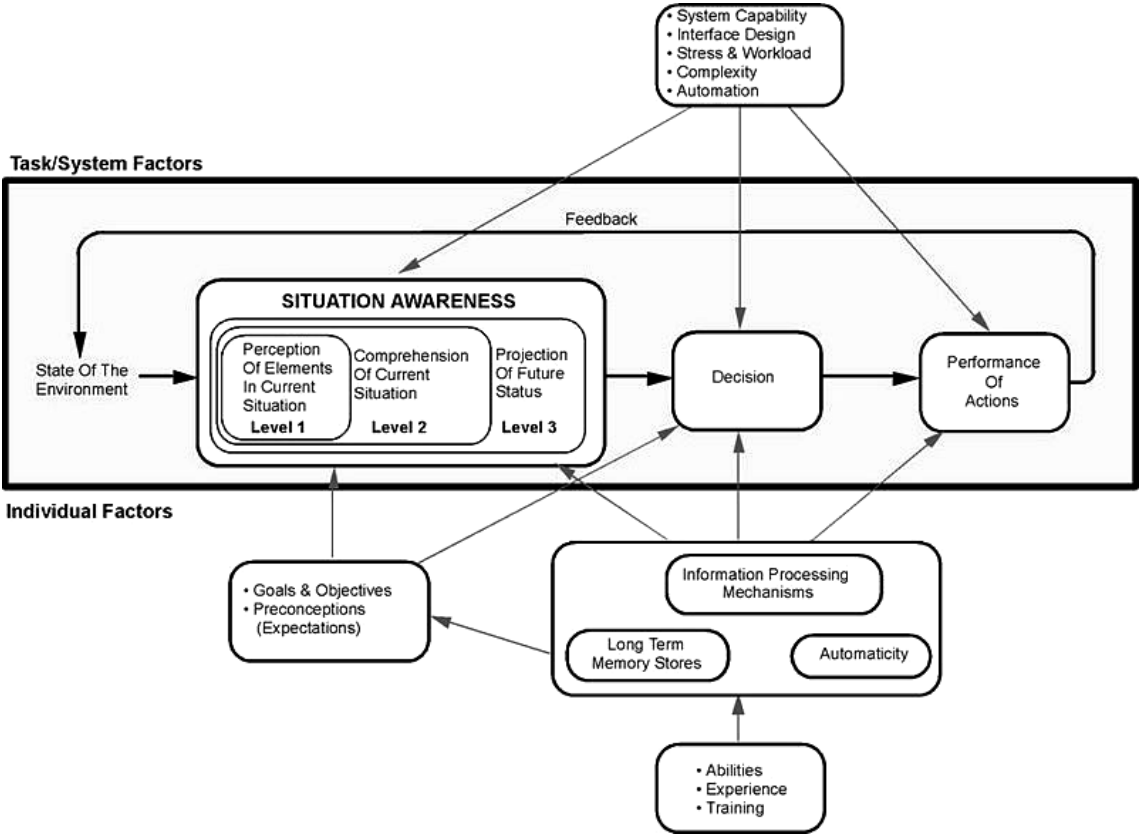 • System Capability
• Interface Design
• Stress & Workload
• Complexity
• Automation
Task/System Factors
Feedback
SITUATION AWARENESS
State Of The
Environment
Perception
Of Elements
In Current
Situation
Level 1
Comprehension
Of Current
Situation
Level 2
Projection
Of Future
Status
Level 3
Decision
Performance
Of
Actions
Individual Factors
• Goals & Objectives
• Preconceptions
(Expectations)
Information Processing
Mechanisms
Long Term
Memory Stores
Automaticity
• Abilities
• Experience
• Training